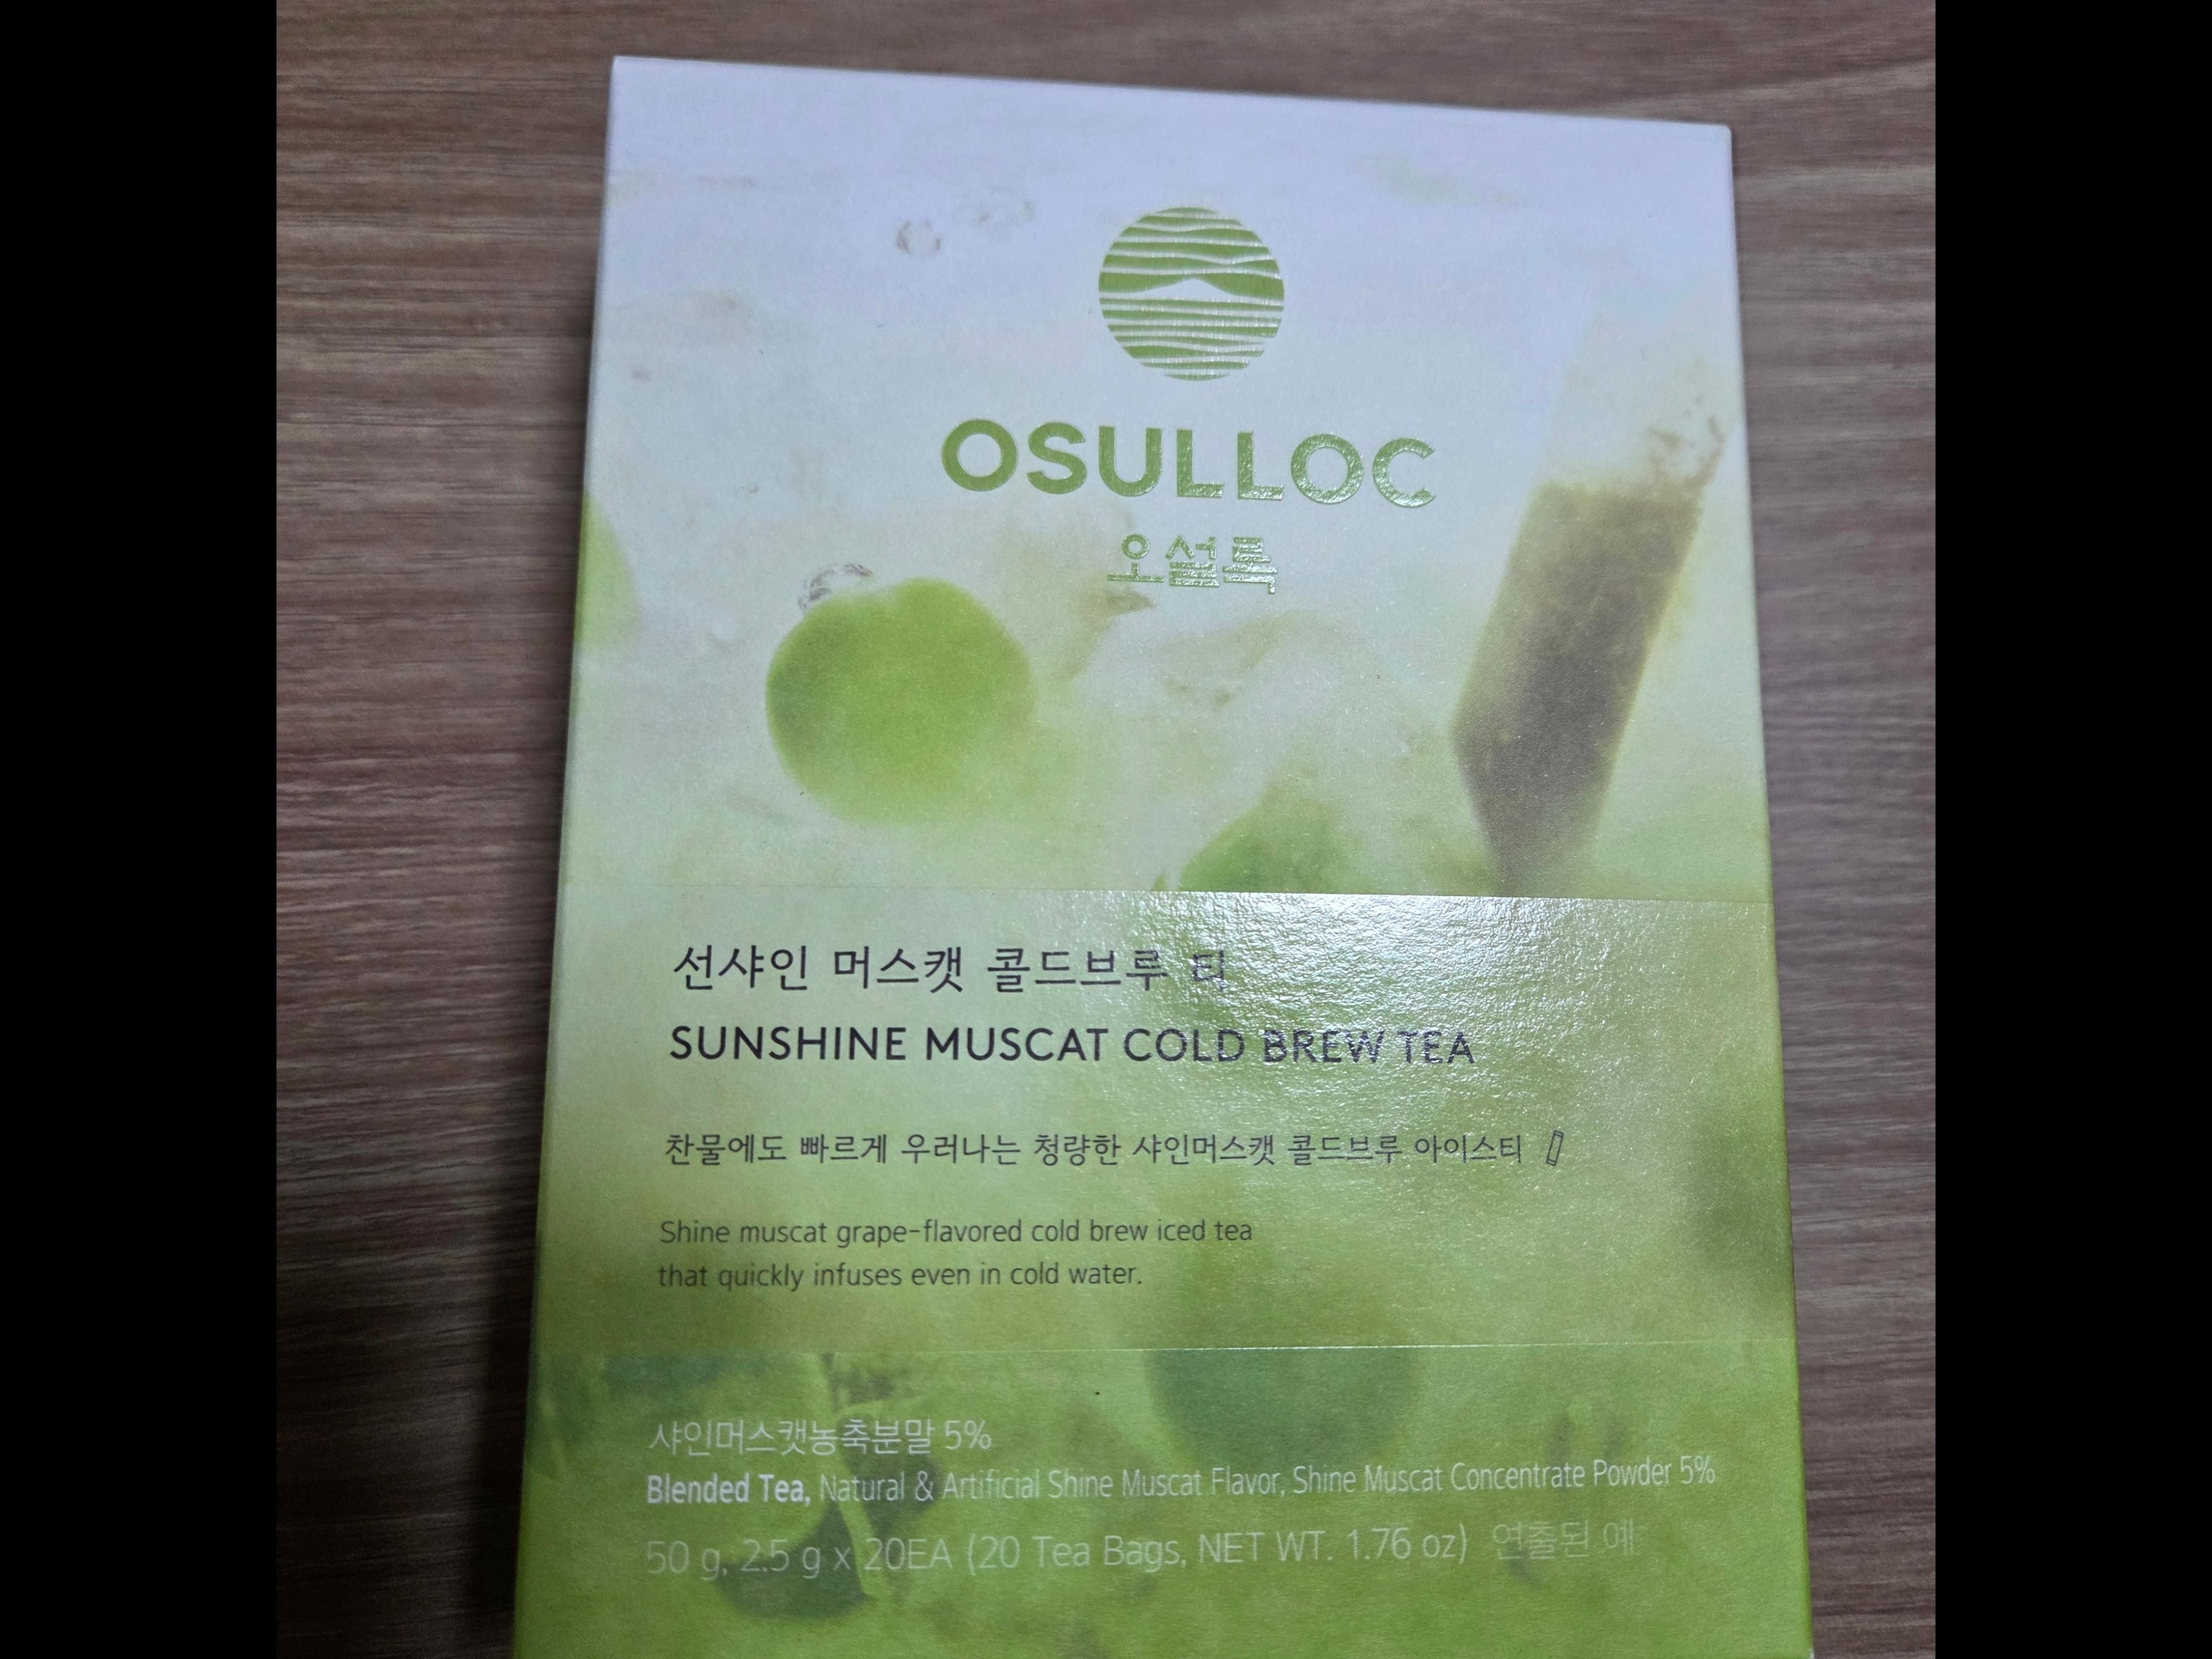 OSULLOC
오설록
선샤인 머스캣 콜드브루 티
SUNSHINE MUSCAT COLD BREW TEA
찬물에도 빠르게 우러나는 청량한 샤인머스캣 콜드브루 아이스티
Shine muscat grape-flavored cold brew iced tea
that quickly infuses even in cold water.
샤인머스캣농축분말 5%
Blended Tea, Natural & Artificial Shine Muscat Flavor, Shine Muscat Concentrate Powder 5%
50 g, 2.5 g x 20EA (20 Tea Bags, NET WT. 1.76 oz) 연출된 예